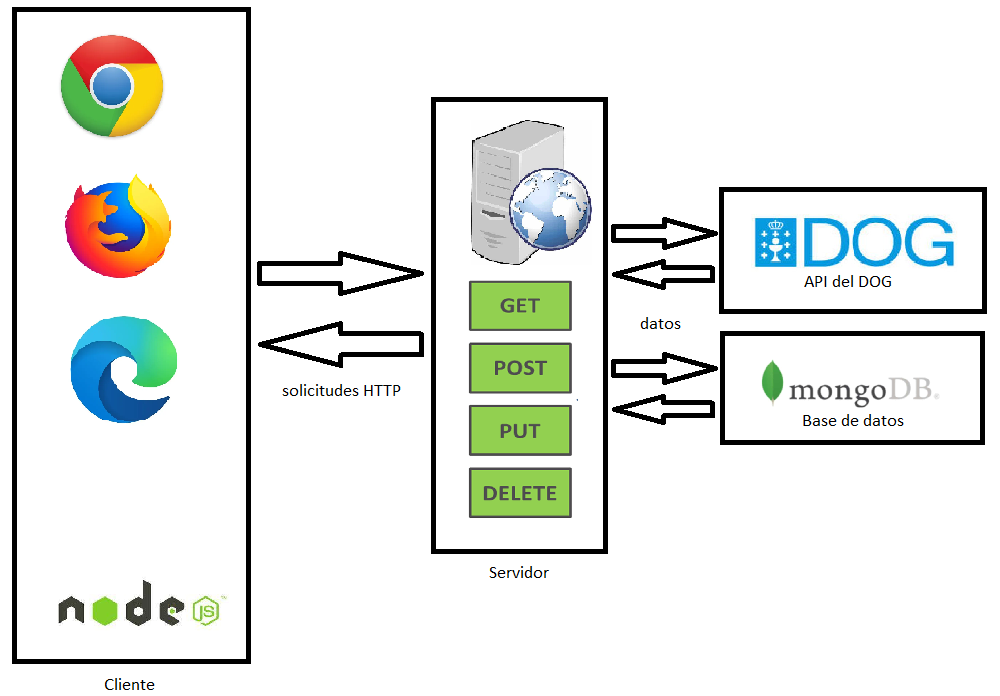 node
JS
Cliente
solicitudes HTTP
GET
POST
PUT
DELETE
Servidor
datos
DOG
API del DOG
mongoDB.
Base de datos